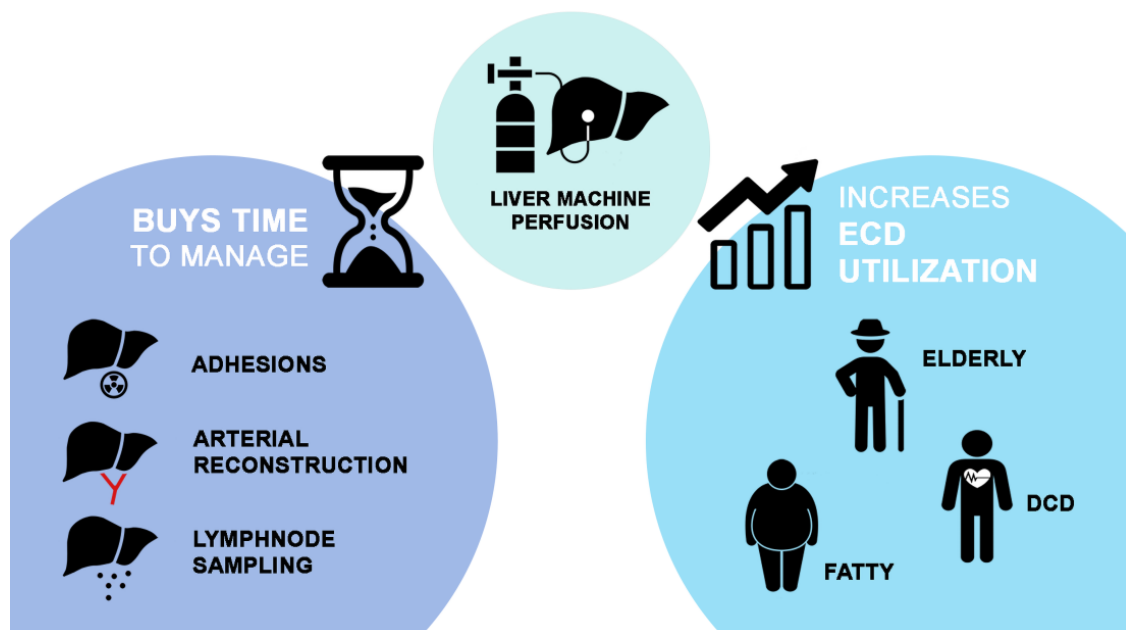 LIVER MACHINE
PERFUSION
BUYS TIME
TO MANAGE
ADHESIONS
ARTERIAL
RECONSTRUCTION
LYMPHNODE
SAMPLING
INCREASES
ECD
UTILIZATION
ELDERLY
DCD
FATTY